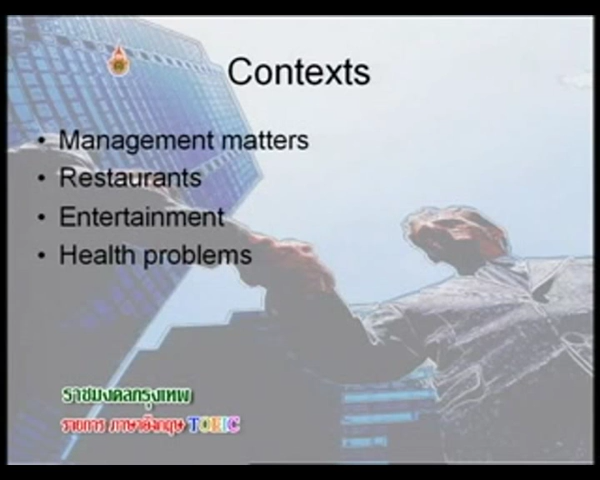 Contexts
• Management matters
• Restaurants
• Entertainment
• Health problems
ราชมงคลกรุงเทพ
รายการ ภาษาอังกฤษ TOEIC